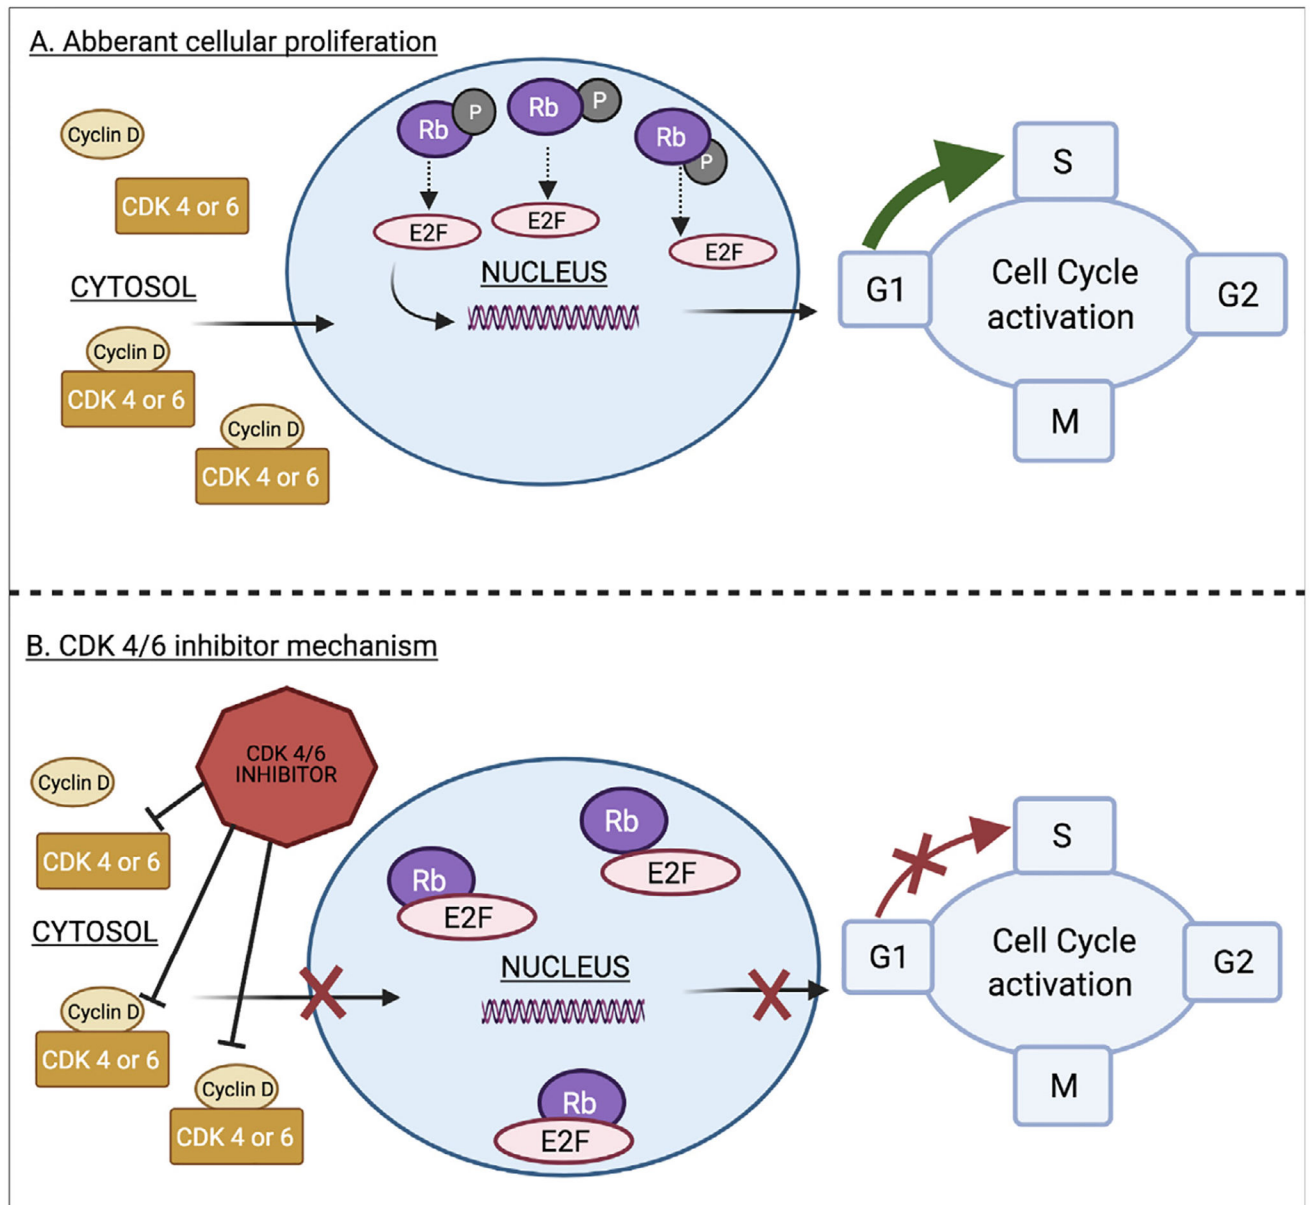 A. Abberant cellular proliferation
Cyclin D
CDK 4 or 6
CYTOSOL
Cyclin D
CDK 4 or 6
Cyclin D
CDK 4 or 6
Rb
P
Rb
P
Rb
P
E2F
E2F
E2F
NUCLEUS
S
G1
Cell Cycle
activation
G2
M
B. CDK 4/6 inhibitor mechanism
CDK 4/6
INHIBITOR
Cyclin D
CDK 4 or 6
CYTOSOL
Cyclin D
CDK 4 or 6
Cyclin D
CDK 4 or 6
Rb
E2F
Rb
E2F
NUCLEUS
Rb
E2F
S
G1
Cell Cycle
activation
G2
M